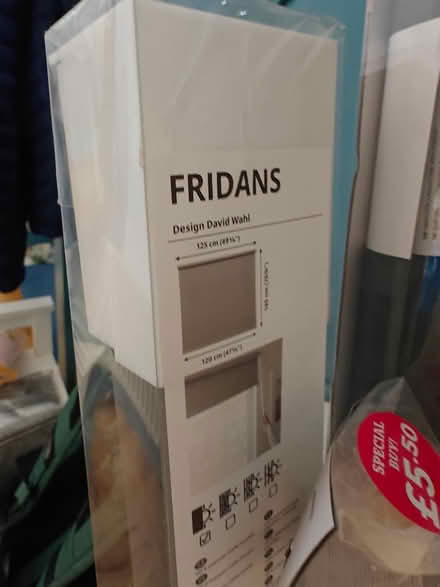 FRIDANS
Design David Wahl
125 cm (49¼")
120 cm (47¼")
SPECIAL
BUY!
£5.50